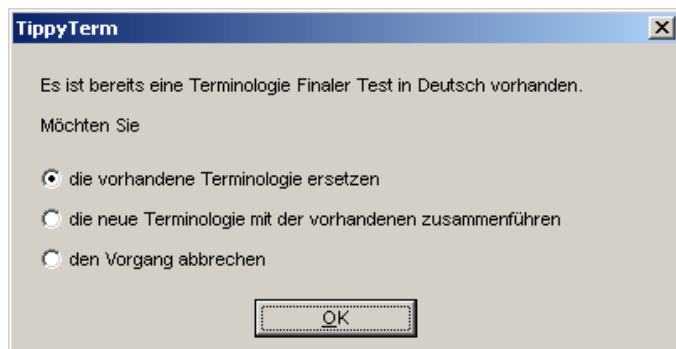 TippyTerm
Es ist bereits eine Terminologie Finaler Test in Deutsch vorhanden.
Möchten Sie
die vorhandene Terminologie ersetzen
die neue Terminologie mit der vorhandenen zusammenführen
den Vorgang abbrechen
OK